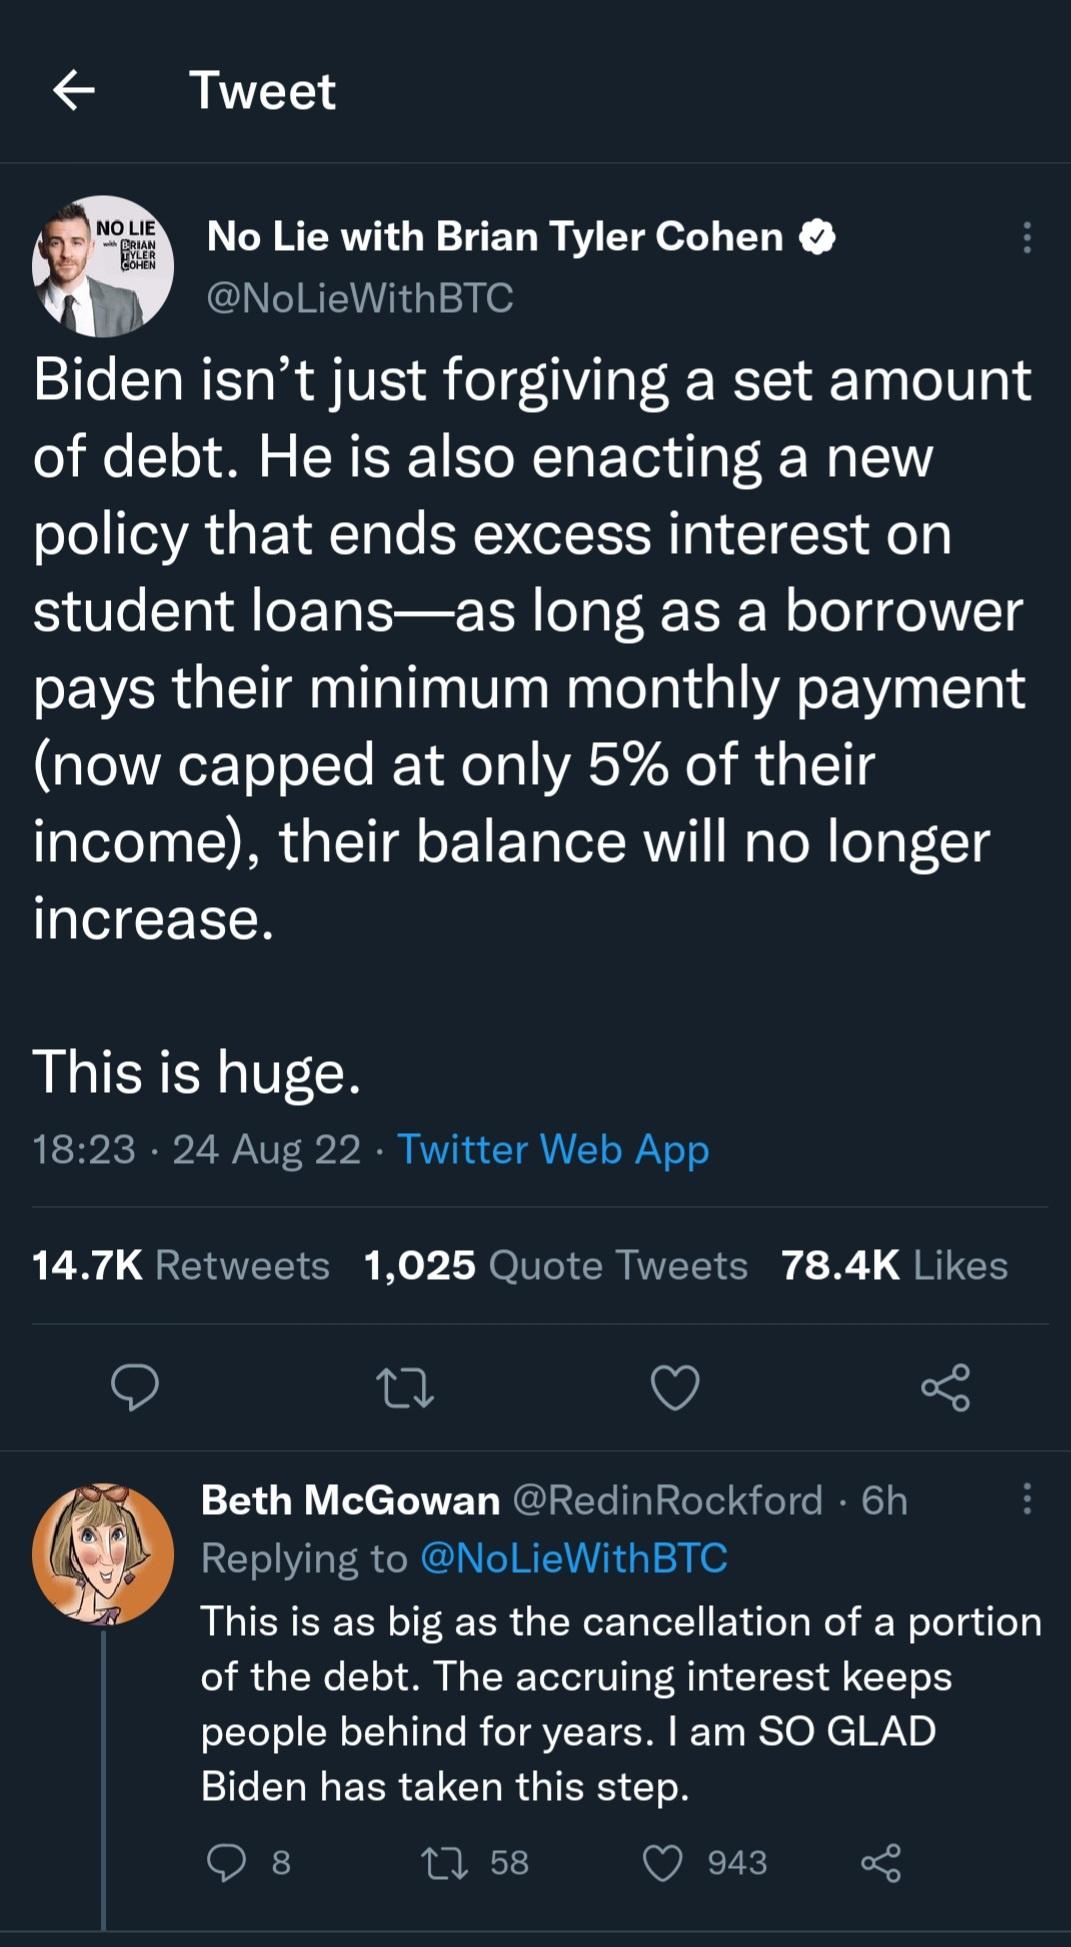 Tweet
NO LIE
with BRIAN
TYLER
COHEN
No Lie with Brian Tyler Cohen
@NoLieWithBTC
Biden isn’t just forgiving a set amount
of debt. He is also enacting a new
policy that ends excess interest on
student loans—as long as a borrower
pays their minimum monthly payment
(now capped at only 5% of their
income), their balance will no longer
increase.
This is huge.
18:23 · 24 Aug 22 · Twitter Web App
14.7K Retweets 1,025 Quote Tweets 78.4K Likes
Beth McGowan @RedinRockford · 6h
Replying to @NoLieWithBTC
This is as big as the cancellation of a portion
of the debt. The accruing interest keeps
people behind for years. I am SO GLAD
Biden has taken this step.
8 58 943